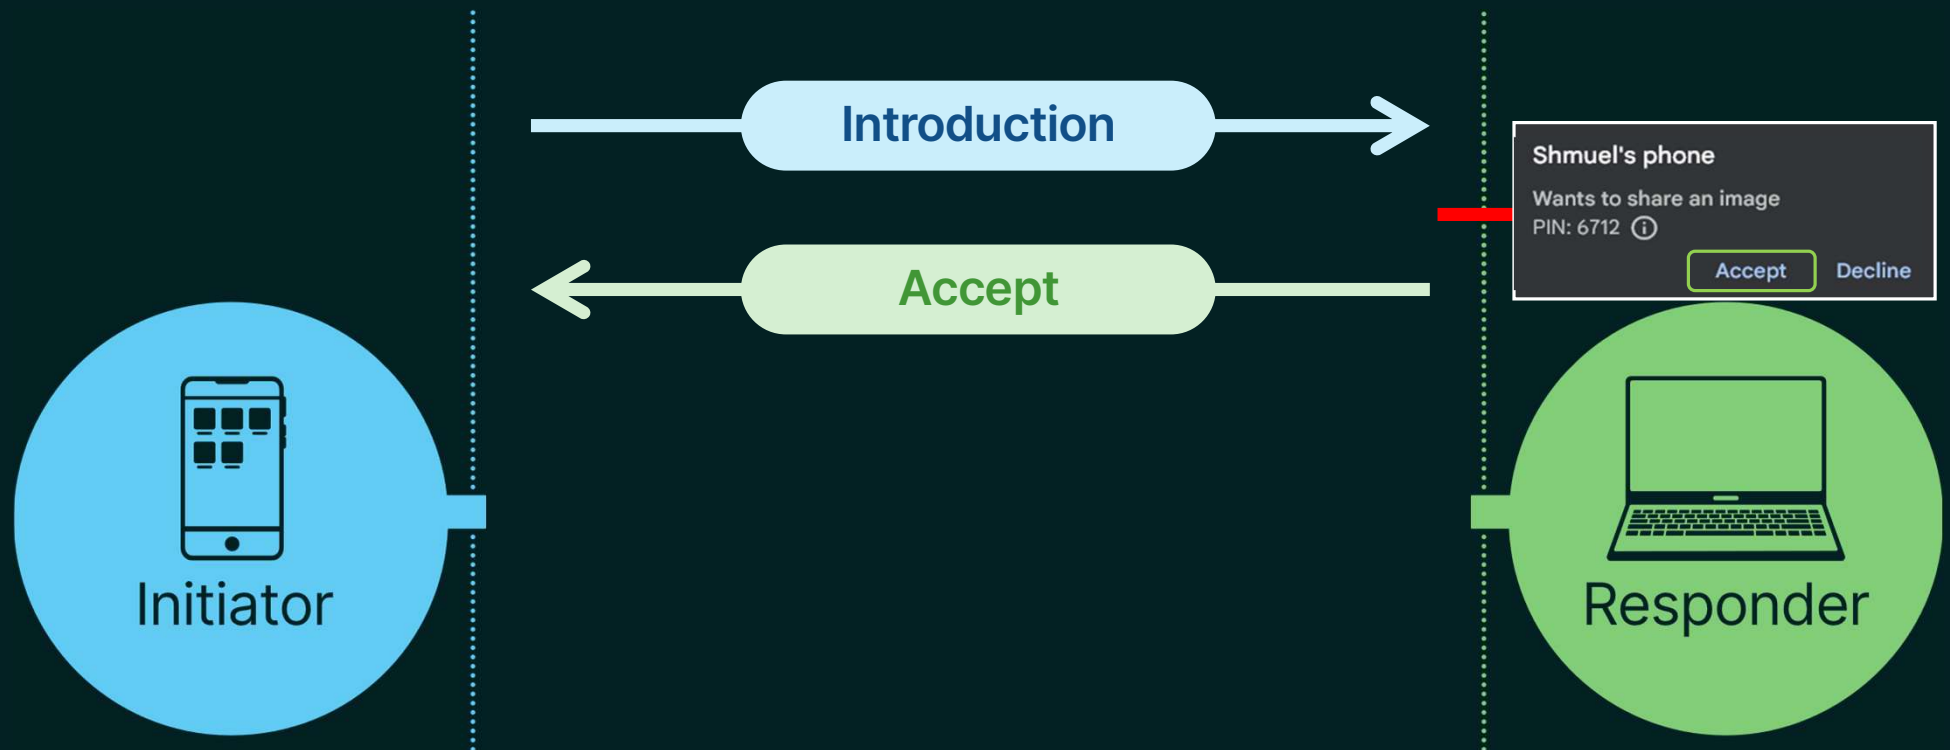 Introduction
Shmuel's phone
Wants to share an image
PIN: 6712
Accept Decline
Accept
Initiator
Responder